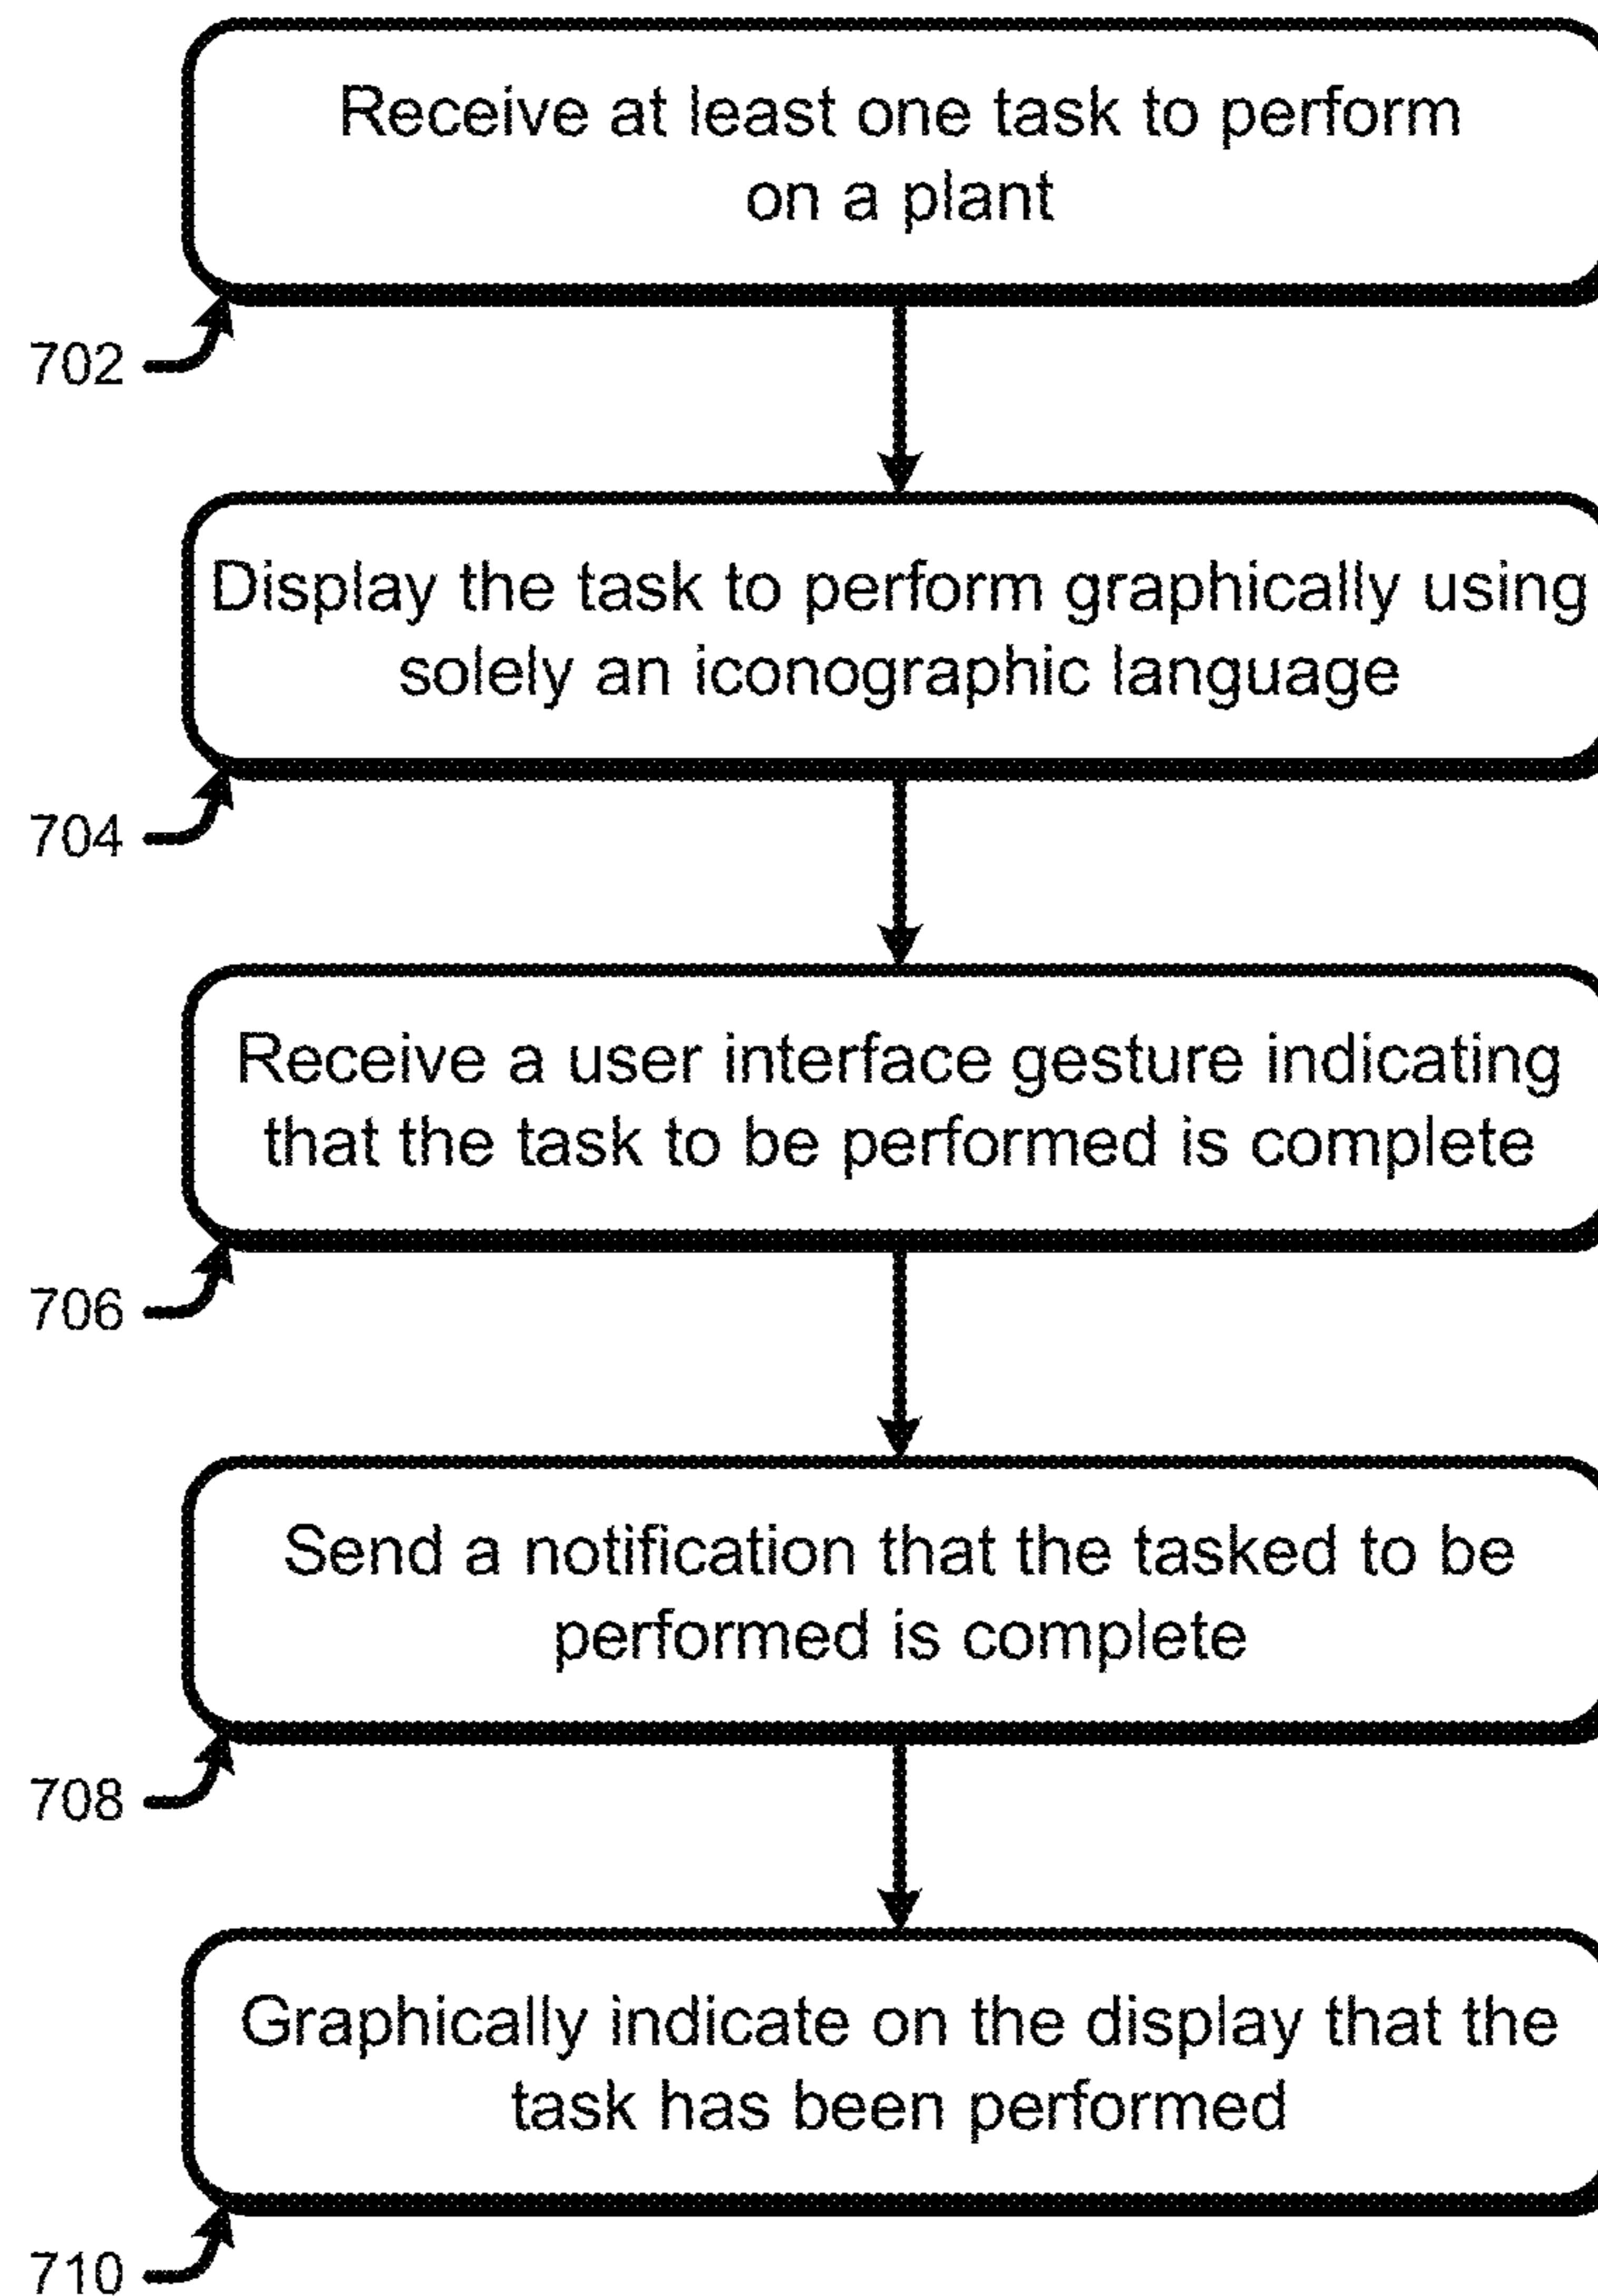 Receive at least one task to perform
on a plant
702
Display the task to perform graphically using
solely an iconographic language
704
Receive a user interface gesture indicating
that the task to be performed is complete
706
Send a notification that the tasked to be
performed is complete
708
Graphically indicate on the display that the
task has been performed
710